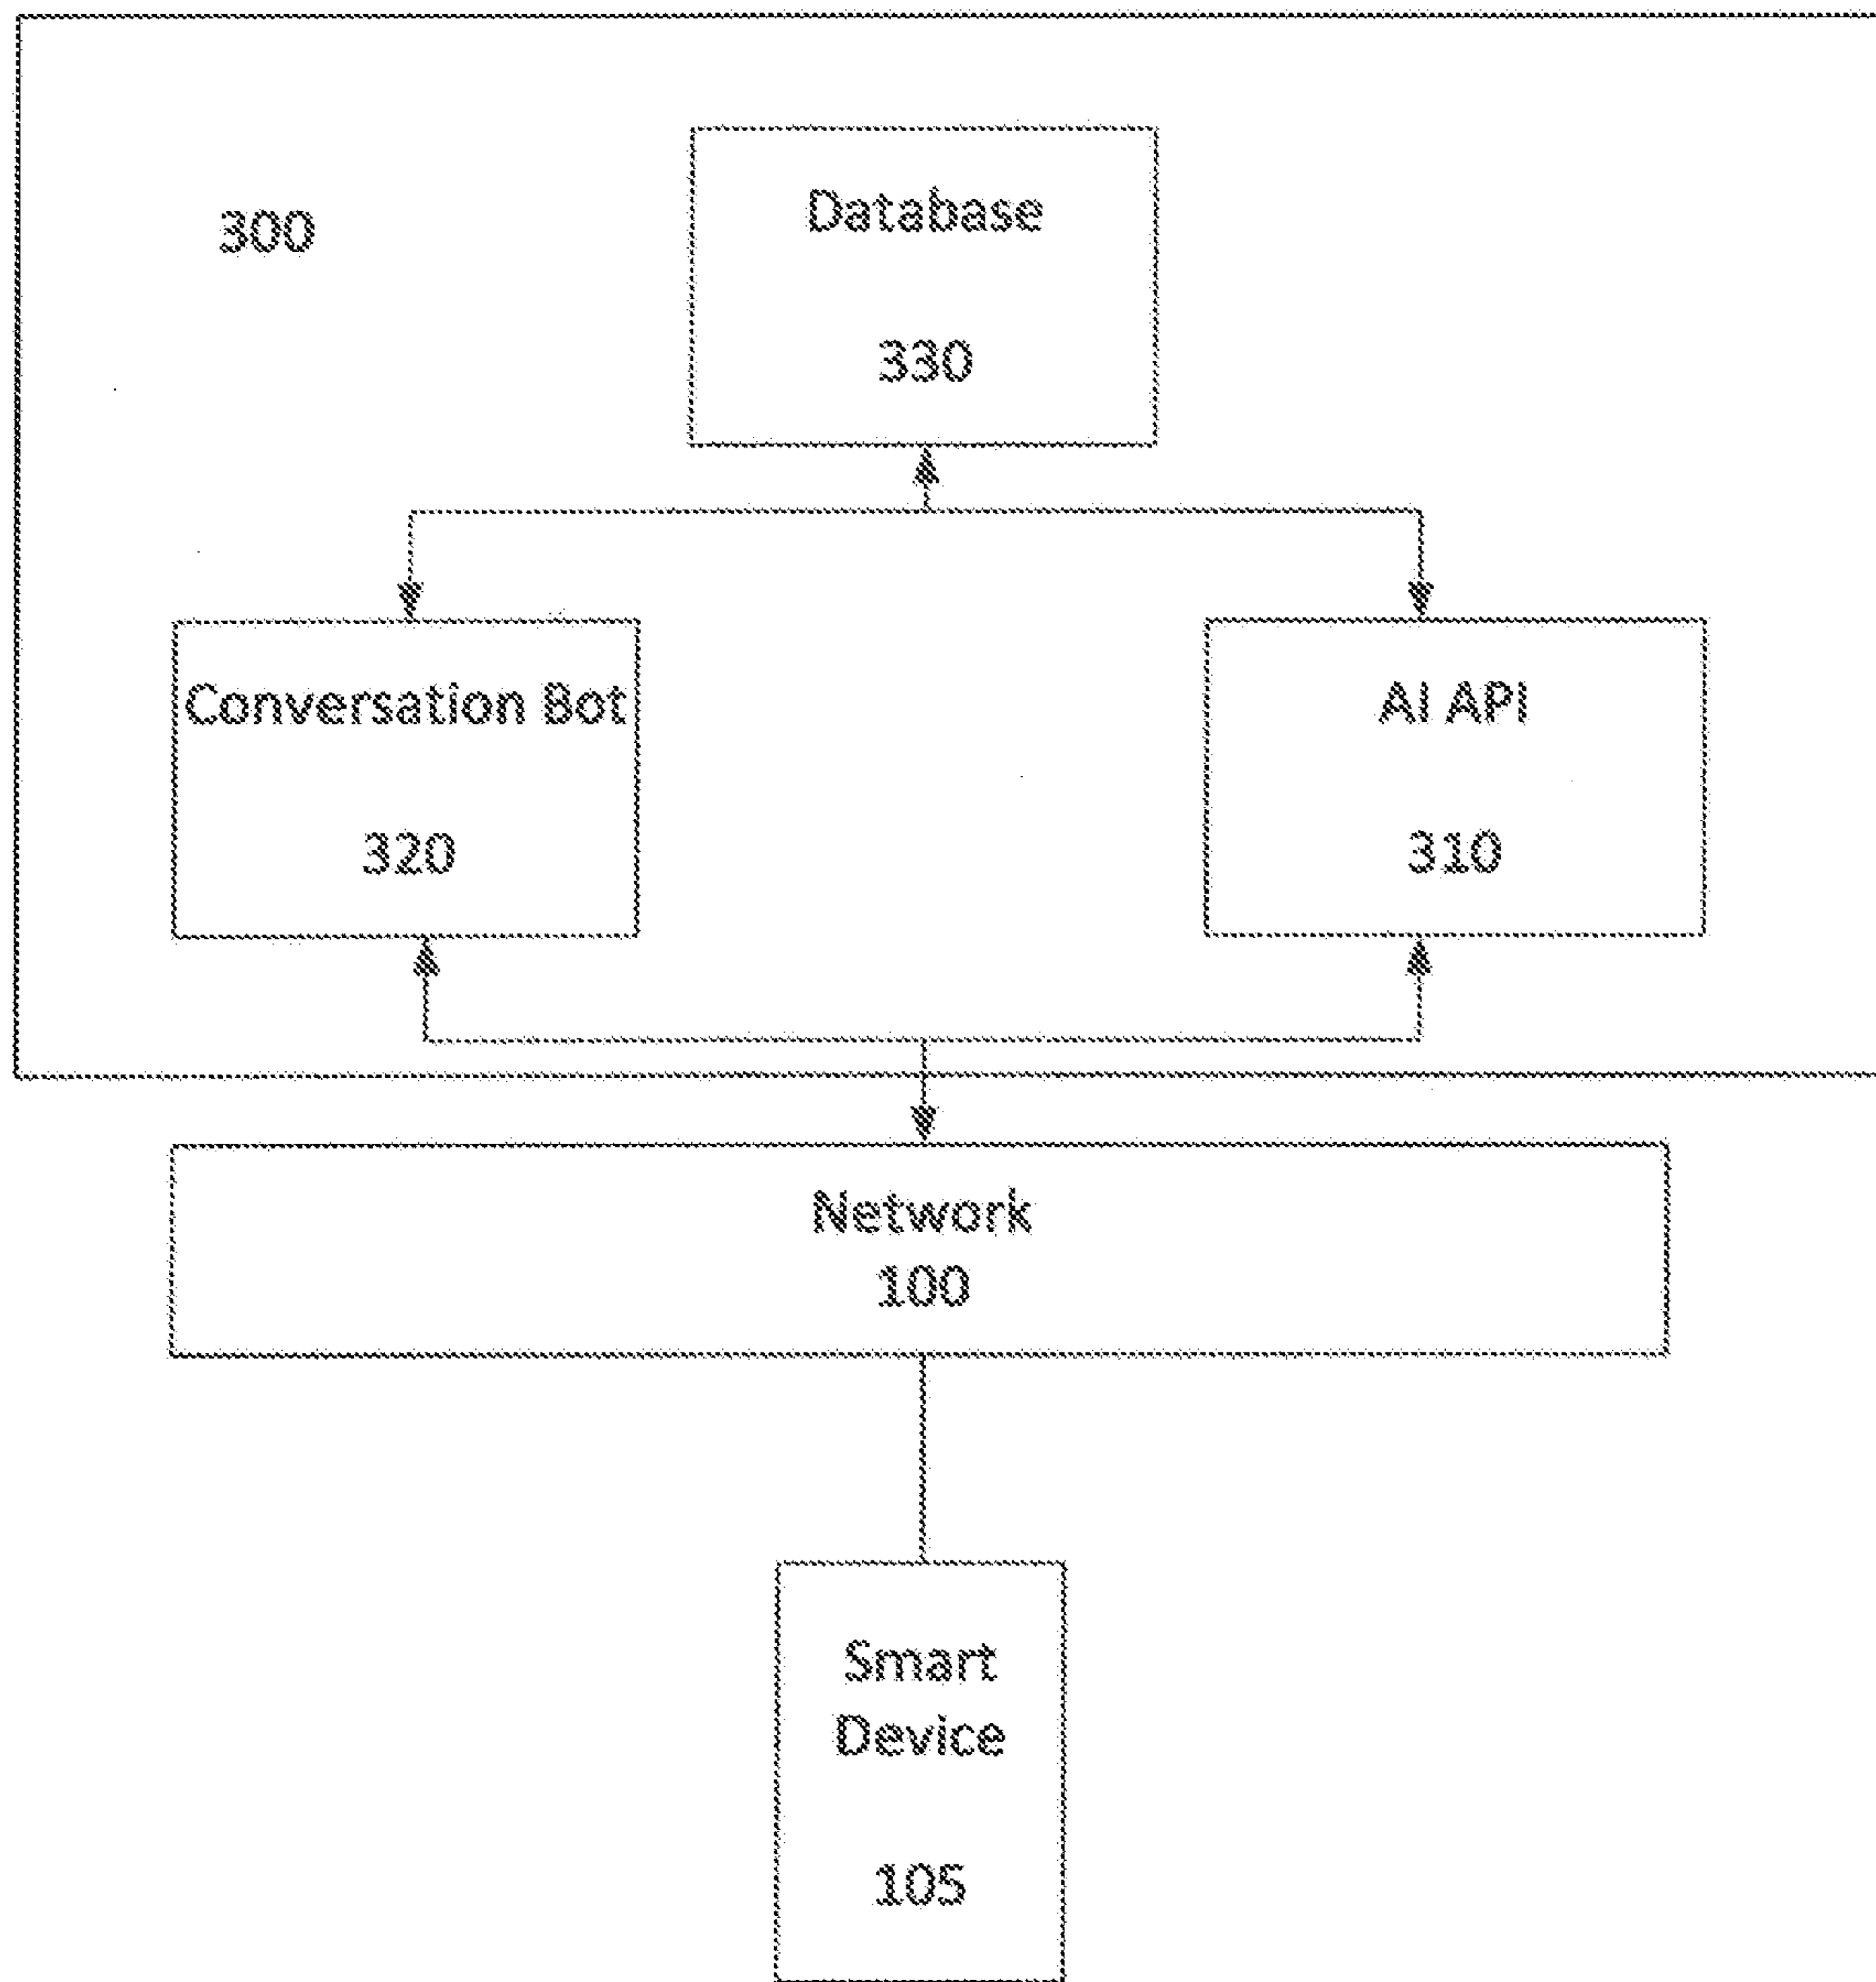 300
Database
330
Conversation Bot
320
AI API
310
Network
100
Smart
Device
105